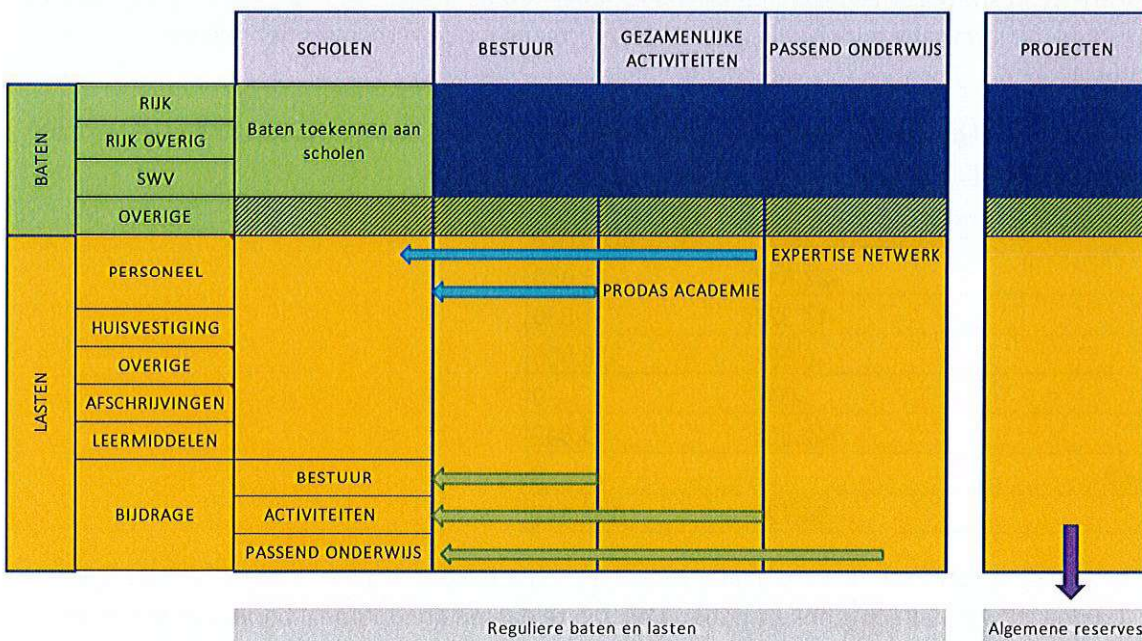 SCHOLEN
BESTUUR
GEZAMENLIJKE
ACTIVITEITEN
PASSEND ONDERWIJS
PROJECTEN
BATEN
RIJK
RIJK OVERIG
SWV
OVERIGE
Baten toekennen aan
scholen
LASTEN
PERSONEEL
EXPERTISE NETWERK
PRODAS ACADEMIE
HUISVESTIGING
OVERIGE
AFSCHRIJVINGEN
LEERMIDDELEN
BIJDRAGE
BESTUUR
ACTIVITEITEN
PASSEND ONDERWIJS
Reguliere baten en lasten
Algemene reserves